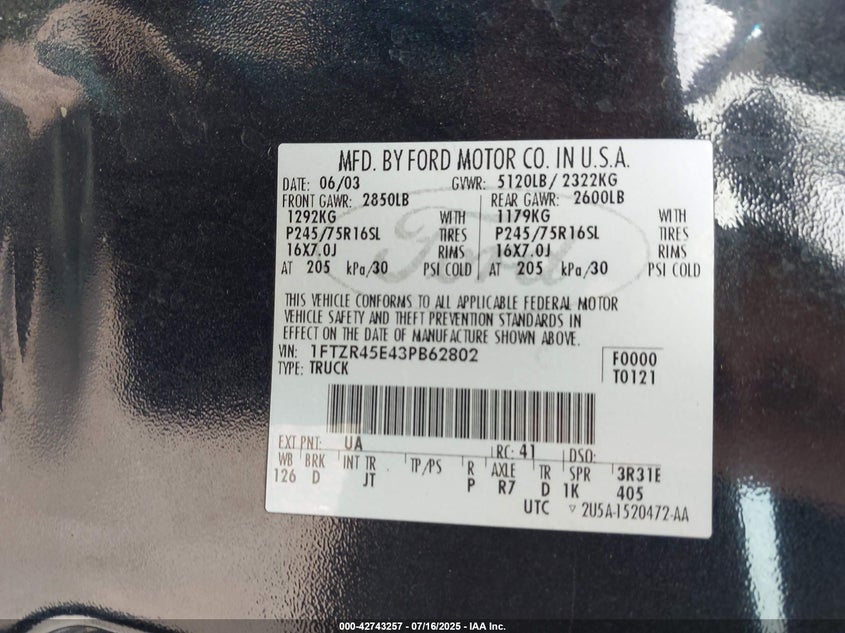 MFD. BY FORD MOTOR CO. IN U.S.A.
DATE: 06/03 GVWR: 5120LB/ 2322KG
FRONT GAWR: 2850LB REAR GAWR: 2600LB
1292KG WITH 1179KG WITH
P245/75R16SL TIRES P245/75R16SL TIRES
16X7.0J RIMS 16X7.0J RIMS
AT 205 kPa/30 PSI COLD AT 205 kPa/30 PSI COLD
Ford
THIS VEHICLE CONFORMS TO ALL APPLICABLE FEDERAL MOTOR
VEHICLE SAFETY AND THEFT PREVENTION STANDARDS IN
EFFECT ON THE DATE OF MANUFACTURE SHOWN ABOVE.
VIN: 1FTZR45E43PB62802 F0000
TYPE: TRUCK T0121
EXT PNT: UA RC: 41 DSO:
WB BRK INT TR TP/PS R AXLE TR SPR 3R31E
126 D JT P R7 D 1K 405
UTC ▽ 2U5A-1520472-AA
000-42743257 - 07/16/2025 - IAA Inc.